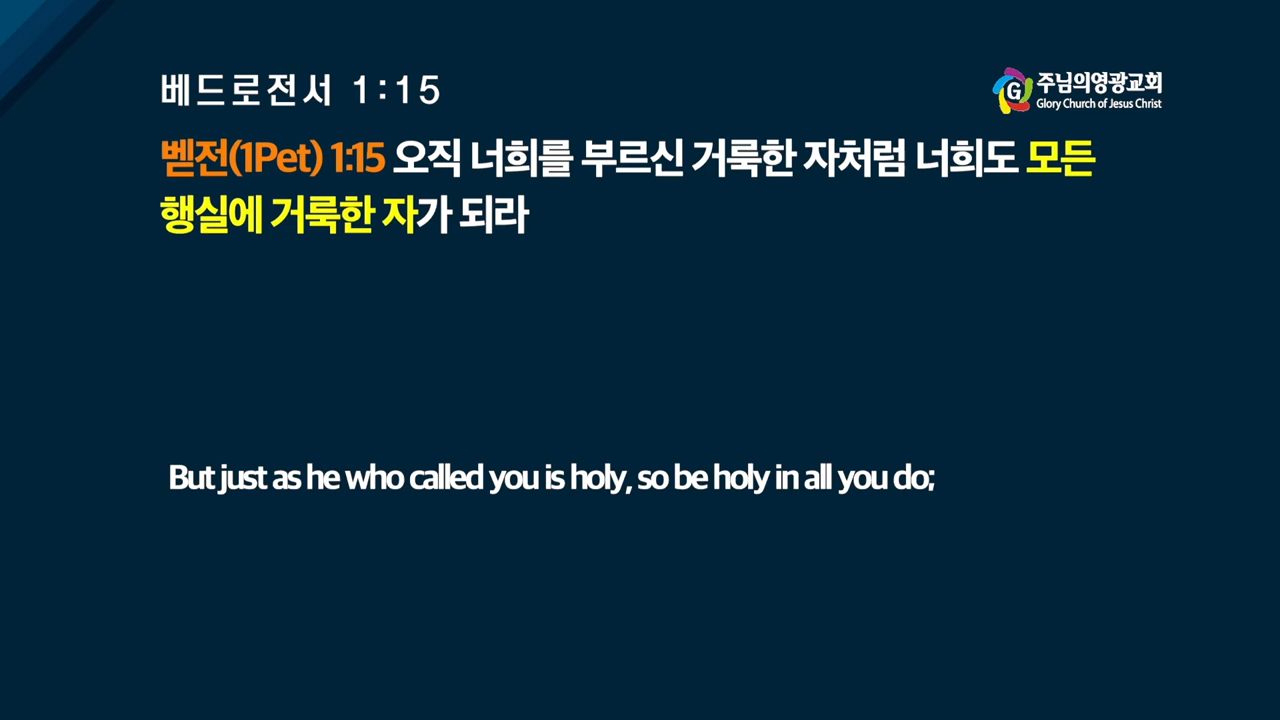 베드로전서 1:15
G
주님의영광교회
Glory Church of Jesus Christ
벧전(1Pet) 1:15 오직 너희를 부르신 거룩한 자처럼 너희도 모든
행실에 거룩한 자가 되라
But just as he who called you is holy, so be holy in all you do;